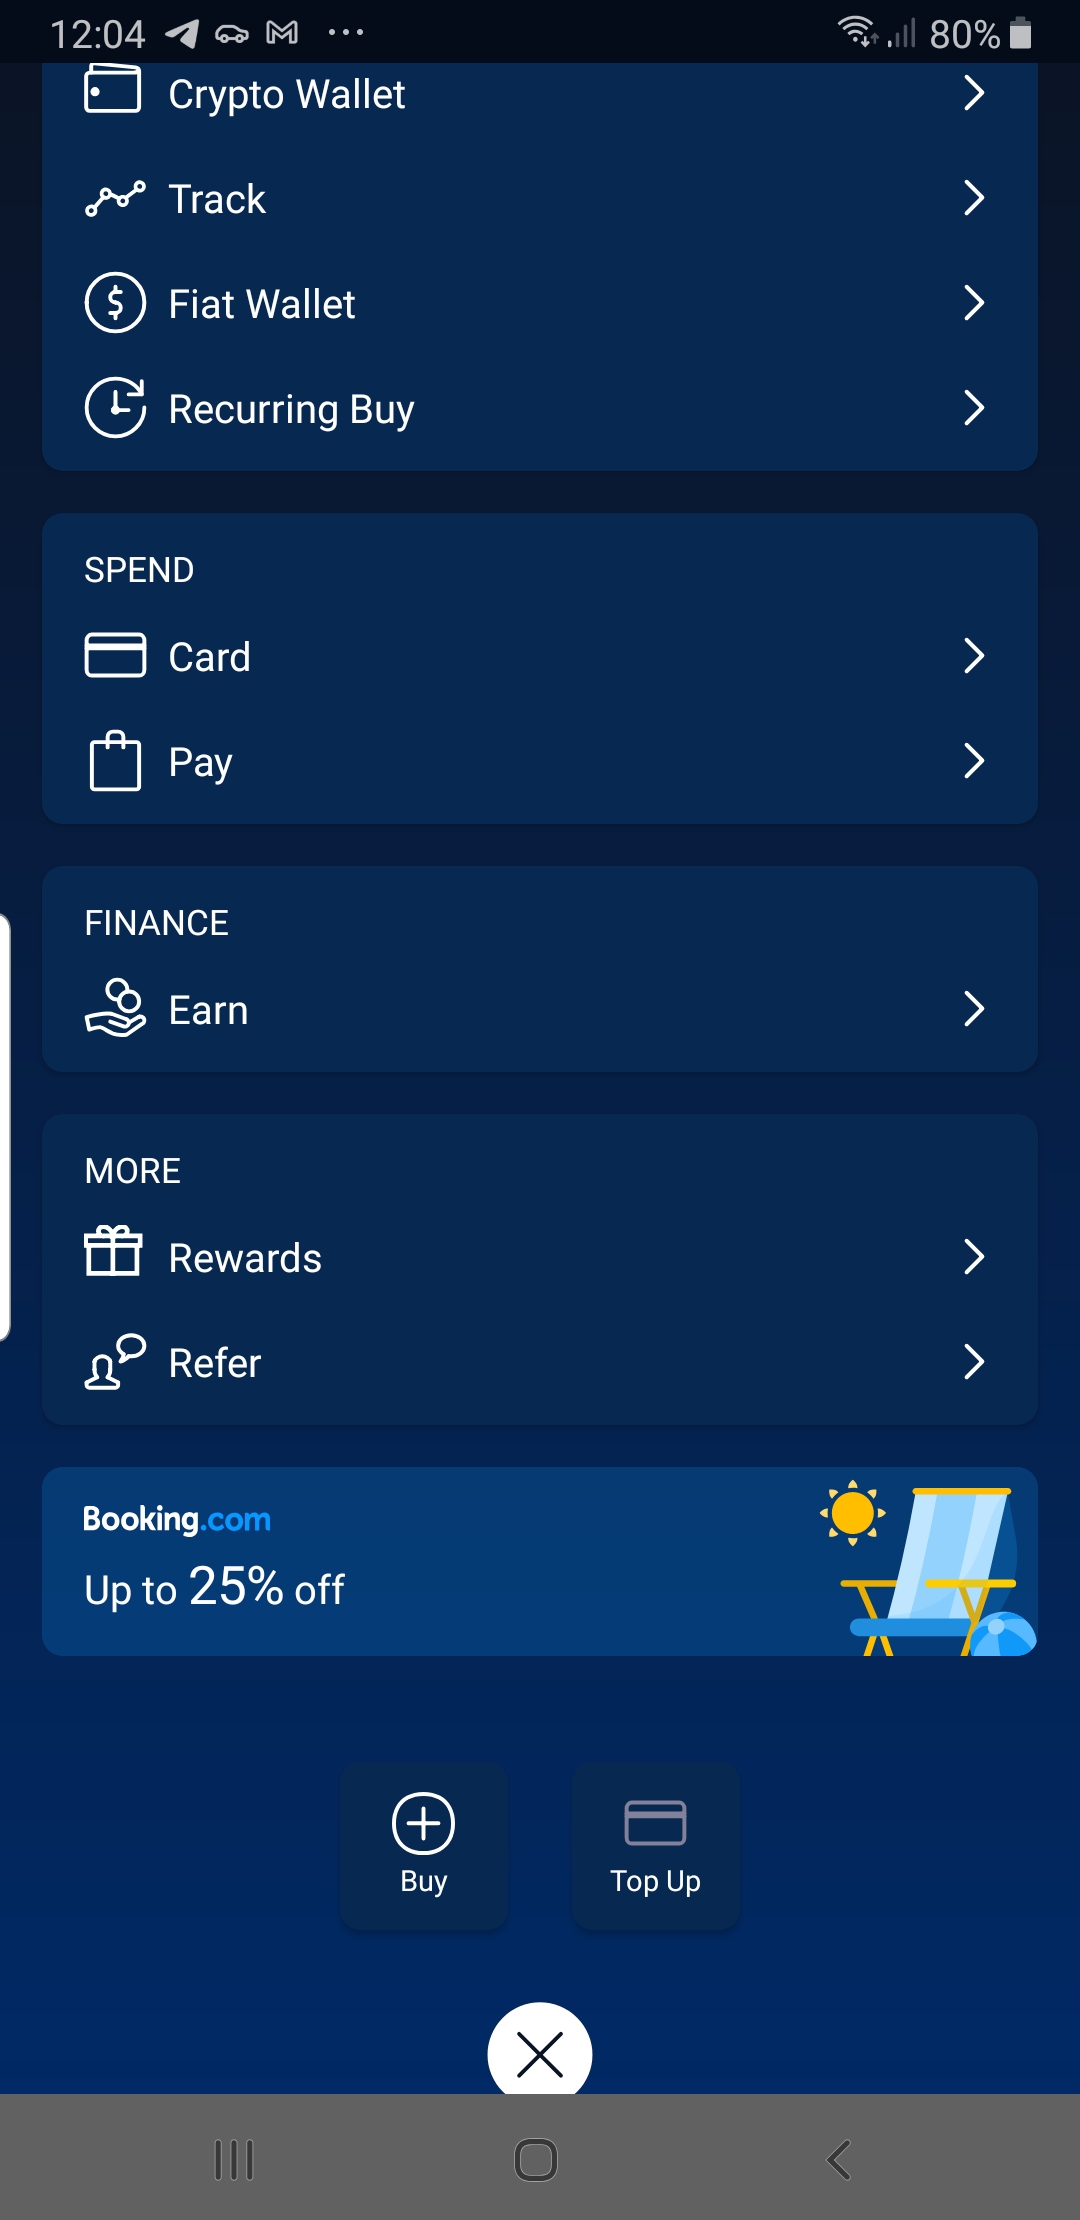 12:04 80%
Crypto Wallet
Track
Fiat Wallet
Recurring Buy
SPEND
Card
Pay
FINANCE
Earn
MORE
Rewards
Refer
Booking.com
Up to 25% off
Buy Top Up